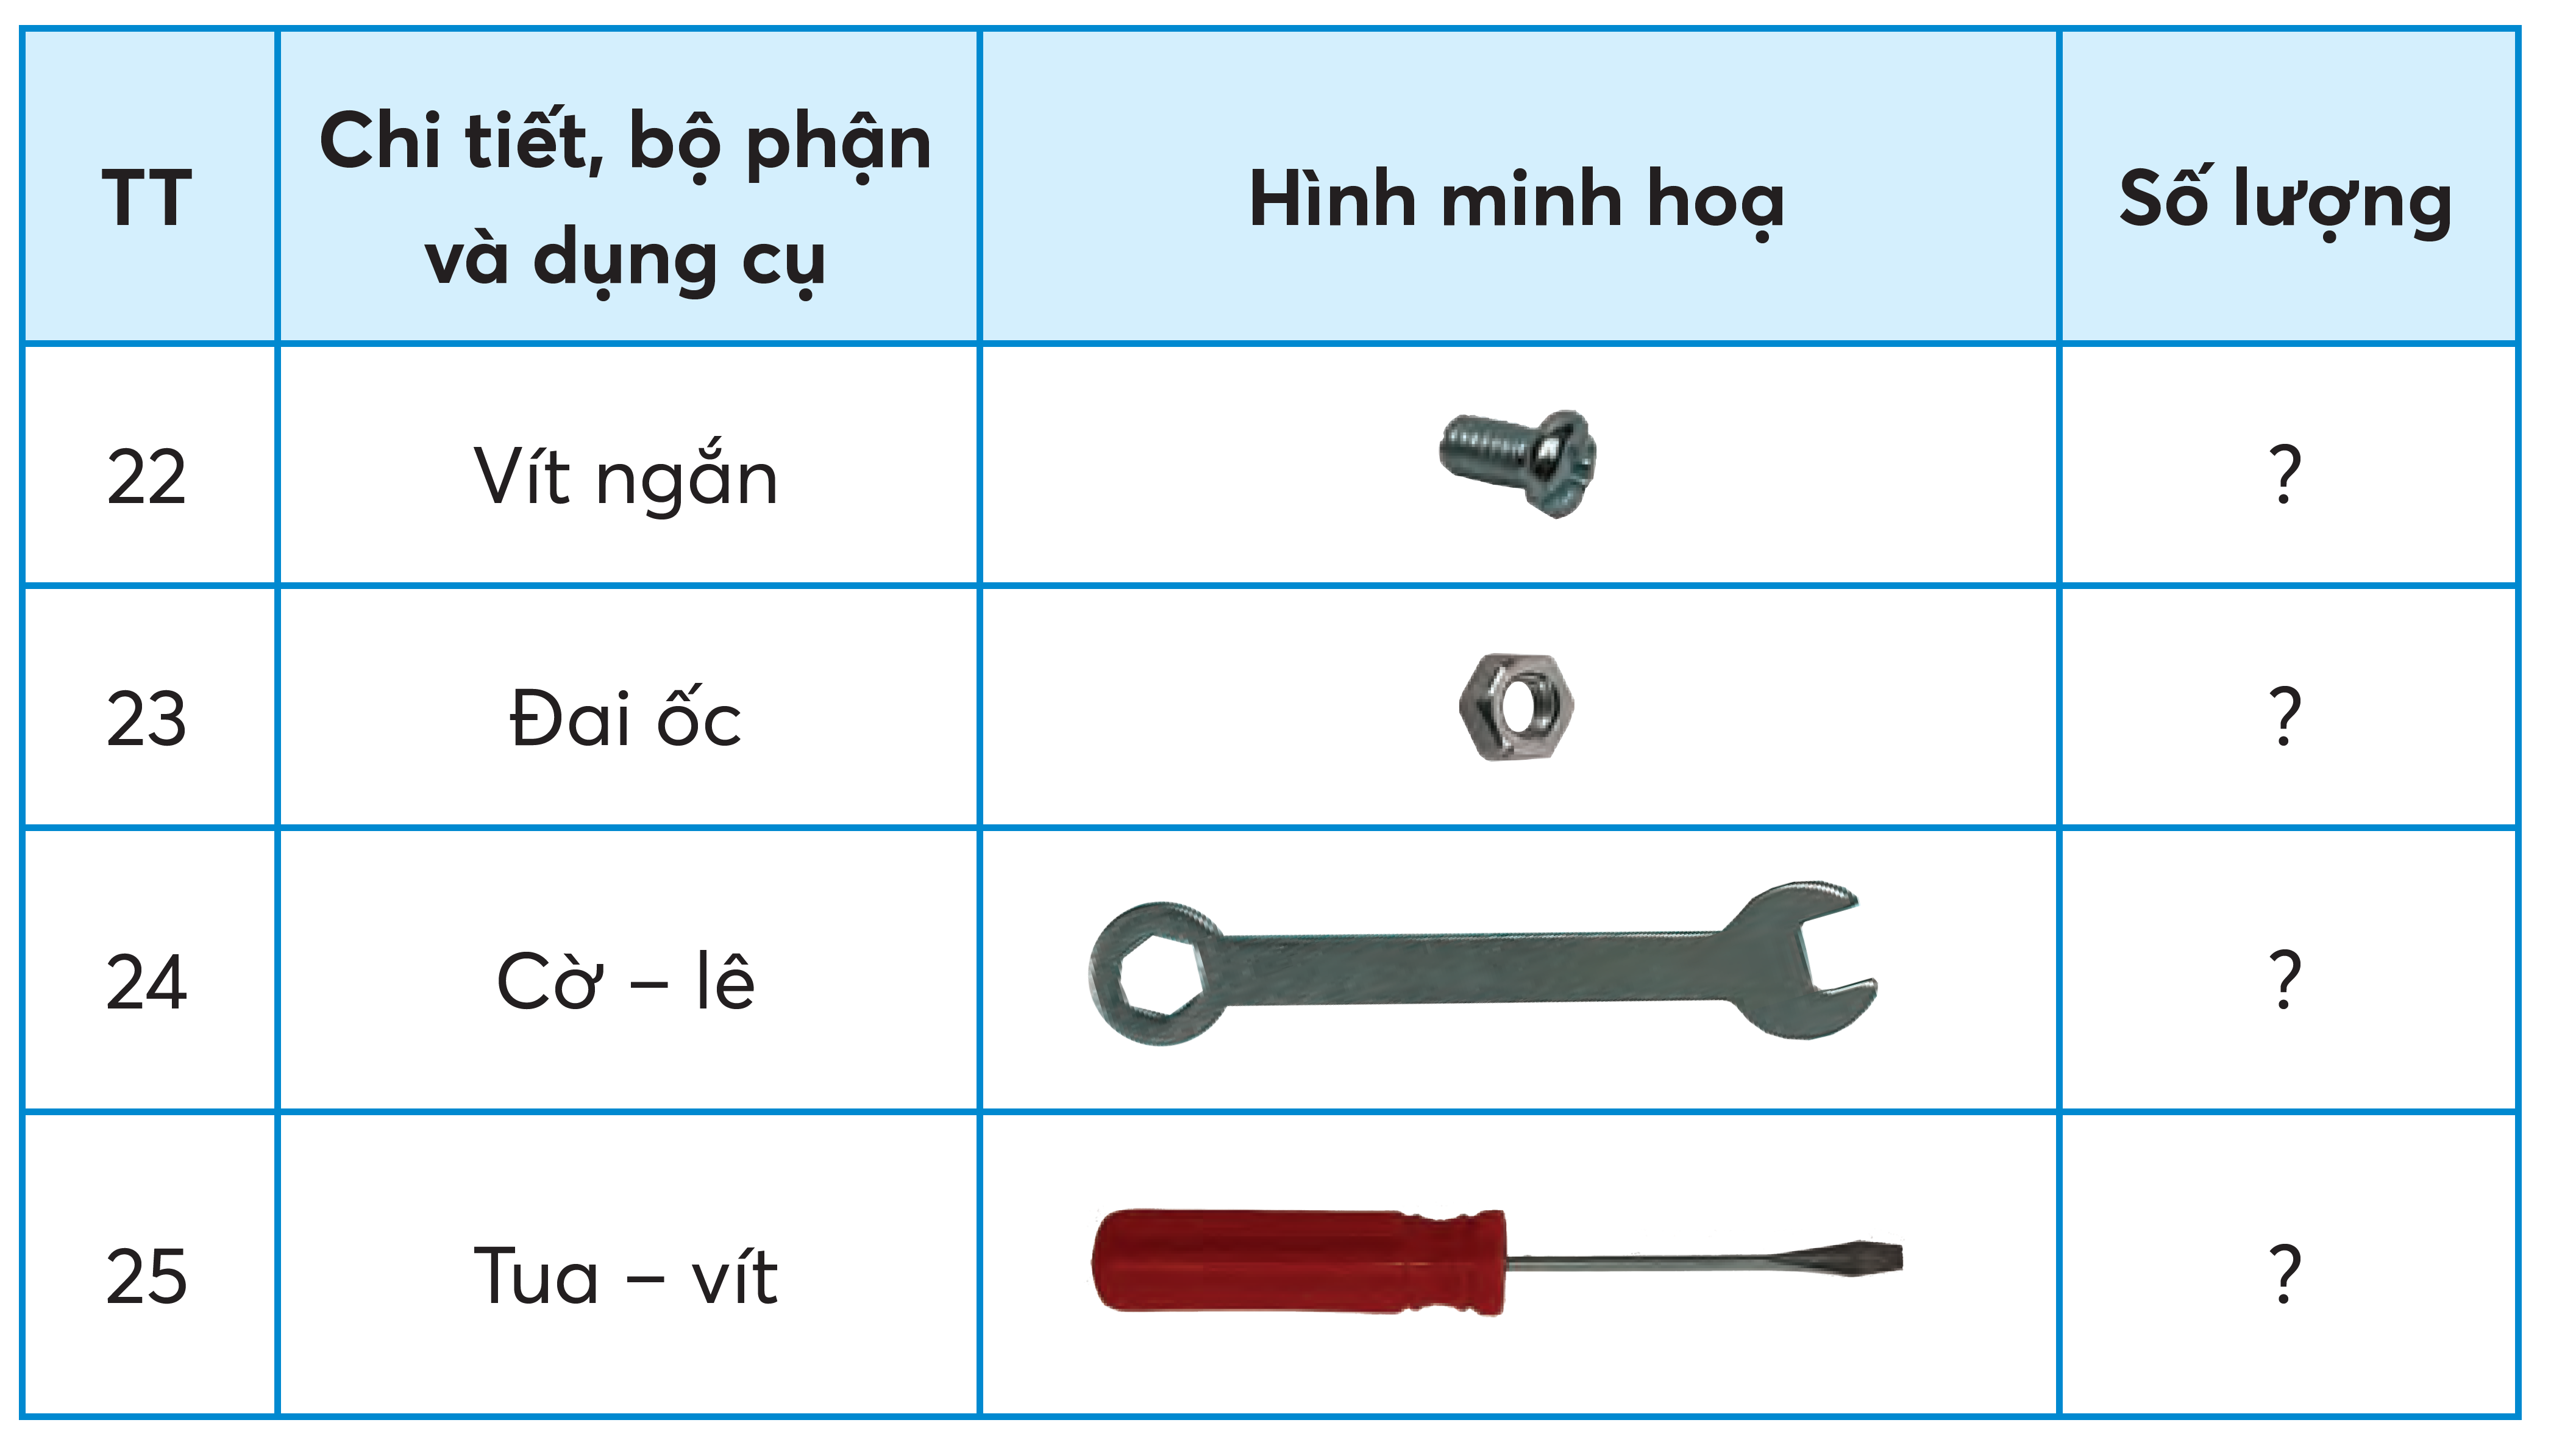 TT
Chi tiết, bộ phận
và dụng cụ
Hình minh hoạ
Số lượng
22
Vít ngắn
?
23
Đai ốc
?
24
Cờ – lê
?
25
Tua – vít
?